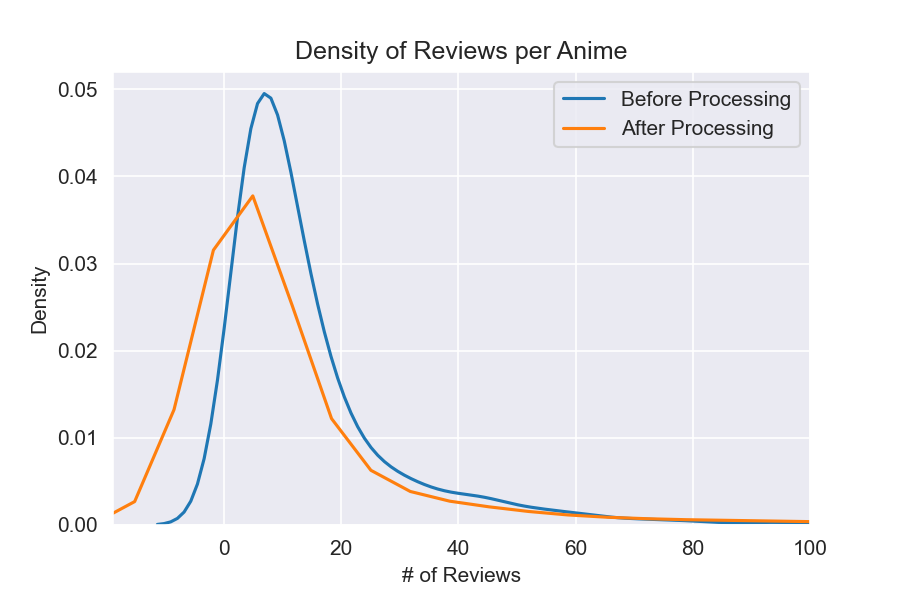 Density of Reviews per Anime
Before Processing
After Processing
0.05
0.04
0.03
0.02
0.01
0.00
Density
0
20
40
60
80
100
# of Reviews